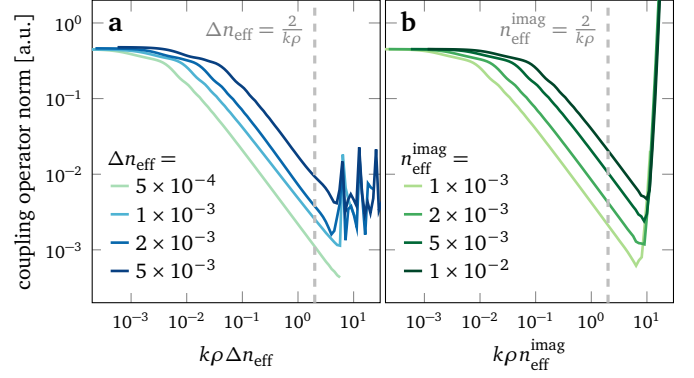 a
Δn_eff = 2/kρ
b
n_eff^imag = 2/kρ
coupling operator norm [a.u.]
10^0
10^−1
10^−2
10^−3
Δn_eff =
5 × 10^−4
1 × 10^−3
2 × 10^−3
5 × 10^−3
n_eff^imag =
1 × 10^−3
2 × 10^−3
5 × 10^−3
1 × 10^−2
10^−3 10^−2 10^−1 10^0 10^1
10^−3 10^−2 10^−1 10^0 10^1
kρΔn_eff
kρn_eff^imag